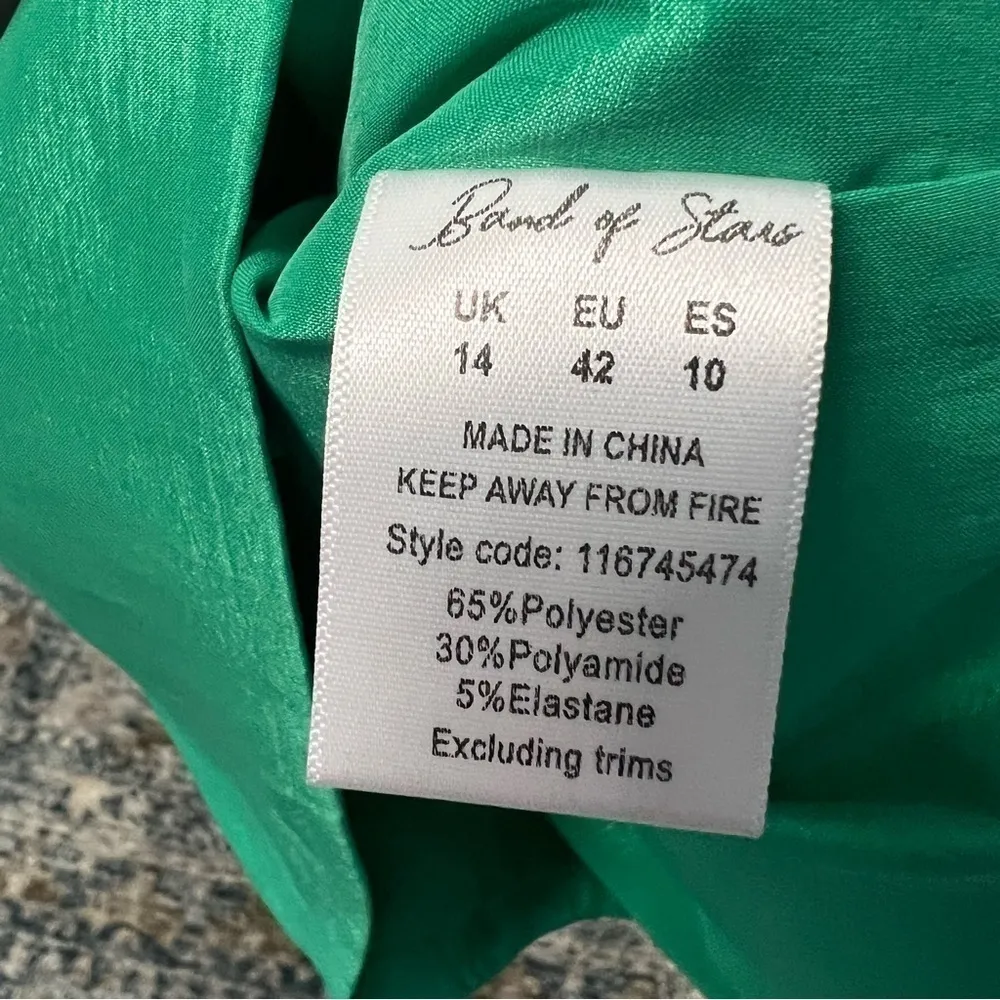 Band of Stars
UK EU ES
14 42 10
MADE IN CHINA
KEEP AWAY FROM FIRE
Style code: 116745474
65%Polyester
30%Polyamide
5%Elastane
Excluding trims